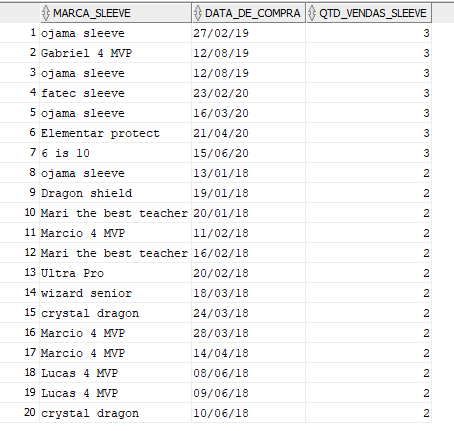 MARCA_SLEEVE DATA_DE_COMPRA QTD_VENDAS_SLEEVE
1 ojama sleeve 27/02/19 3
2 Gabriel 4 MVP 12/08/19 3
3 ojama sleeve 12/08/19 3
4 fatec sleeve 23/02/20 3
5 ojama sleeve 16/03/20 3
6 Elementar protect 21/04/20 3
7 6 is 10 15/06/20 3
8 ojama sleeve 13/01/18 2
9 Dragon shield 19/01/18 2
10 Mari the best teacher 20/01/18 2
11 Marcio 4 MVP 11/02/18 2
12 Mari the best teacher 16/02/18 2
13 Ultra Pro 20/02/18 2
14 wizard senior 18/03/18 2
15 crystal dragon 24/03/18 2
16 Marcio 4 MVP 28/03/18 2
17 Marcio 4 MVP 14/04/18 2
18 Lucas 4 MVP 08/06/18 2
19 Lucas 4 MVP 09/06/18 2
20 crystal dragon 10/06/18 2